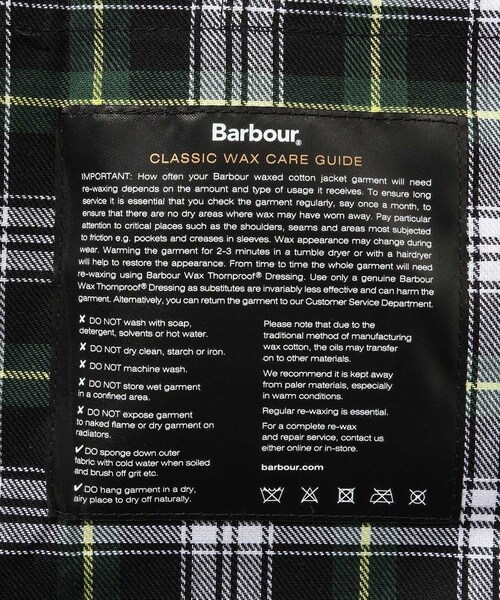 Barbour®
CLASSIC WAX CARE GUIDE
IMPORTANT: How often your Barbour waxed cotton jacket garment will need
re-waxing depends on the amount and type of usage it receives. To ensure long
service it is essential that you check the garment regularly, say once a month, to
ensure that there are no dry areas where wax may have worn away. Pay particular
attention to critical places such as the shoulders, seams and areas most subjected
to friction e.g. pockets and creases in sleeves. Wax appearance may change during
wear. Warming the garment for 2-3 minutes in a tumble dryer or with a hairdryer
will help to restore the appearance. From time to time the whole garment will need
re-waxing using Barbour Wax Thornproof® Dressing. Use only a genuine Barbour
Wax Thornproof® Dressing as substitutes are invariably less effective and can harm the
garment. Alternatively, you can return the garment to our Customer Service Department.
✗ DO NOT wash with soap,
detergent, solvents or hot water.
✗ DO NOT dry clean, starch or iron.
✗ DO NOT machine wash.
✗ DO NOT store wet garment
in a confined area.
✗ DO NOT expose garment
to naked flame or dry garment on
radiators.
✓ DO sponge down outer
fabric with cold water when soiled
and brush off grit etc.
✓ DO hang garment in a dry,
airy place to dry off naturally.
Please note that due to the
traditional method of manufacturing
wax cotton, the oils may transfer
on to other materials.
We recommend it is kept away
from paler materials, especially
in warm conditions.
Regular re-waxing is essential.
For a complete re-wax
and repair service, contact us
either online or in-store.
barbour.com